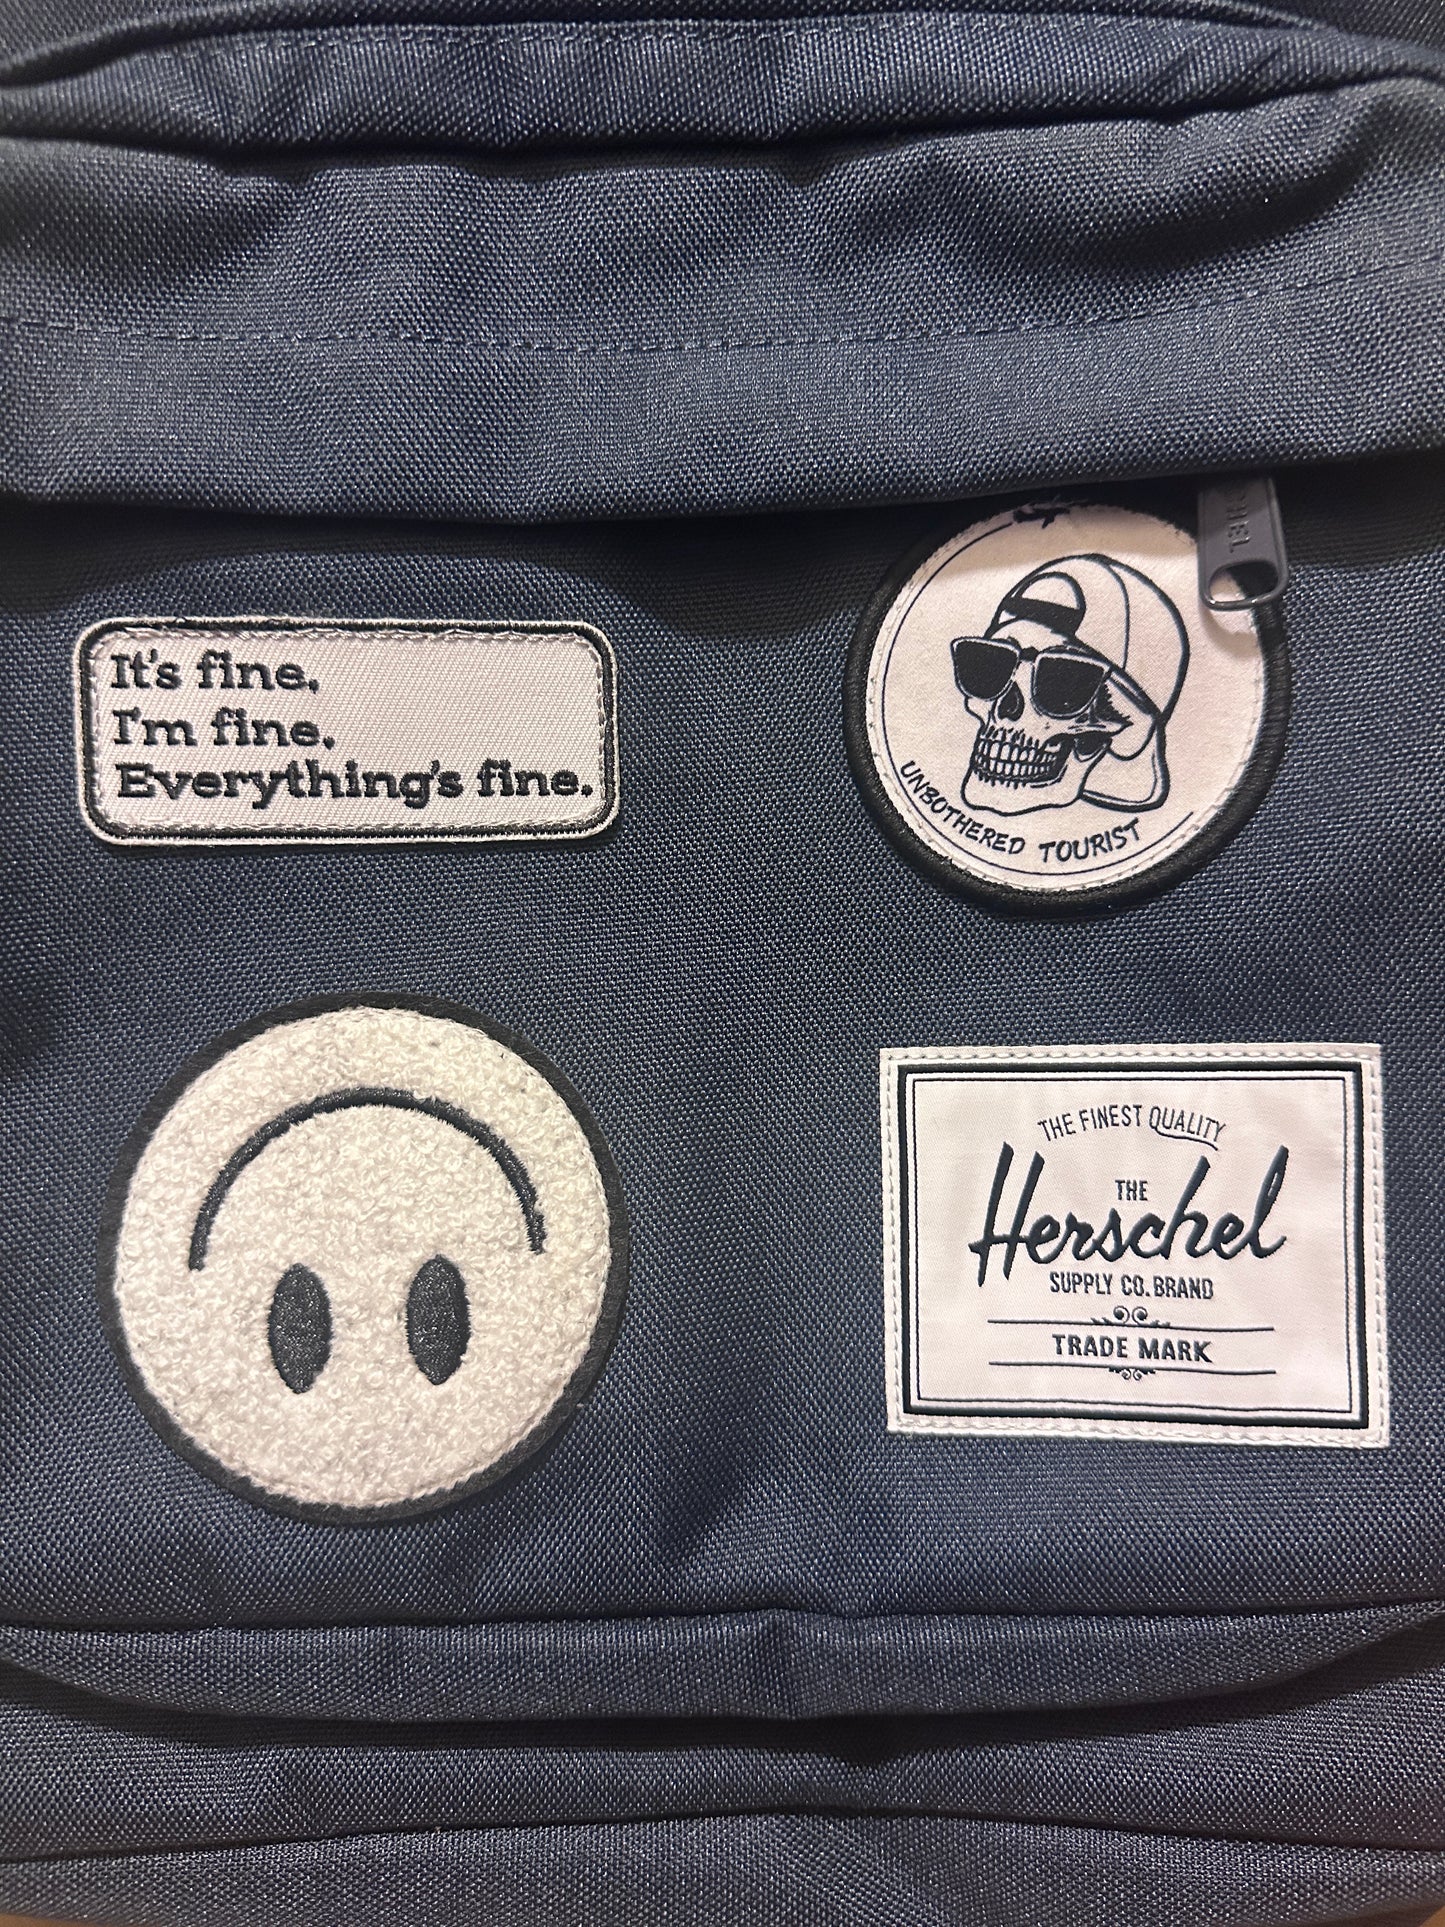 It's fine.
I'm fine.
Everything's fine.
UNBOTHERED TOURIST
THE FINEST QUALITY
THE
Herschel
SUPPLY CO. BRAND
TRADE MARK